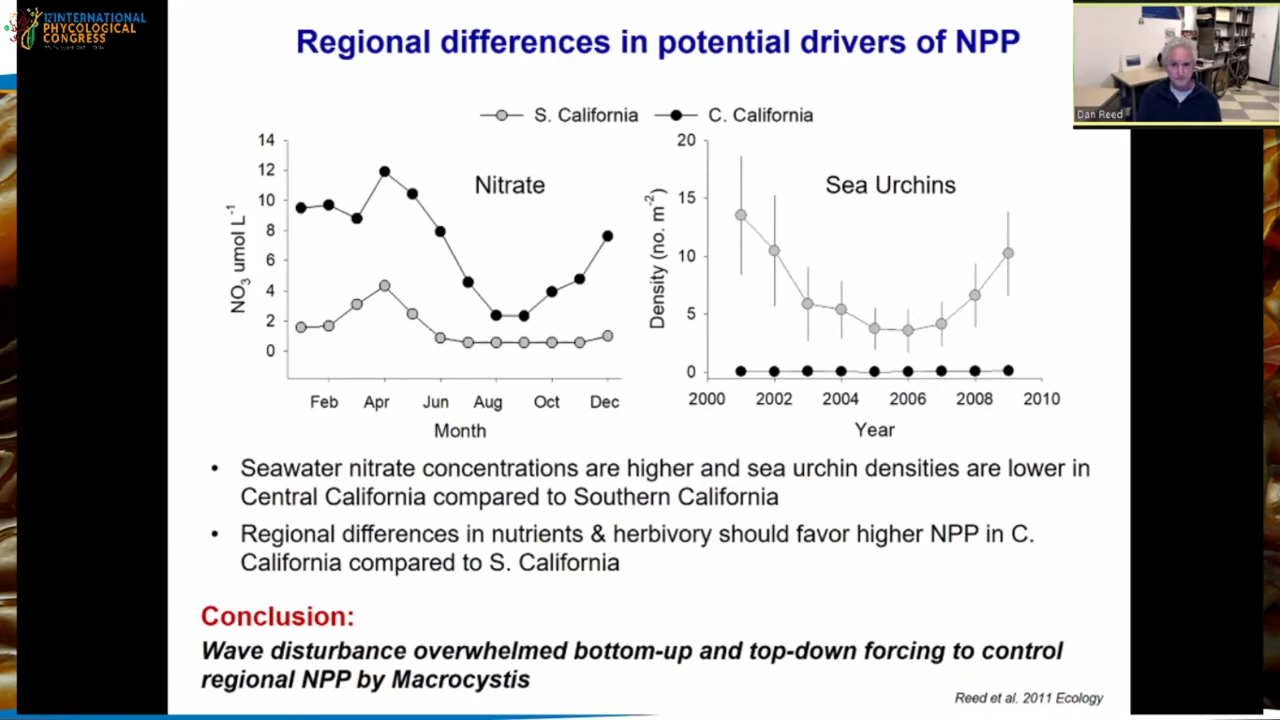 12th INTERNATIONAL
PHYCOLOGICAL
CONGRESS
Dan Reed
Regional differences in potential drivers of NPP
S. California C. California
Nitrate
14
12
10
8
6
4
2
0
NO3 umol L-1
Feb Apr Jun Aug Oct Dec
Month
Sea Urchins
20
15
10
5
0
Density (no. m-2)
2000 2002 2004 2006 2008 2010
Year
• Seawater nitrate concentrations are higher and sea urchin densities are lower in
Central California compared to Southern California
• Regional differences in nutrients & herbivory should favor higher NPP in C.
California compared to S. California
Conclusion:
Wave disturbance overwhelmed bottom-up and top-down forcing to control
regional NPP by Macrocystis
Reed et al. 2011 Ecology